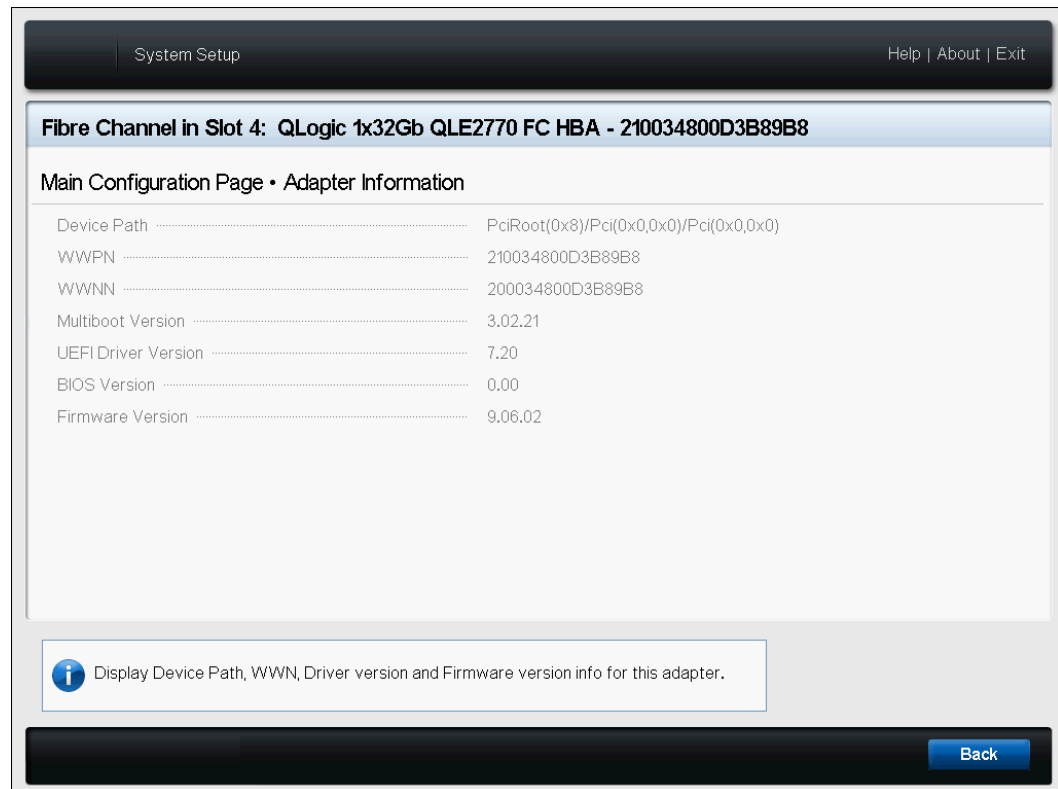 System Setup
Help | About | Exit
Fibre Channel in Slot 4: QLogic 1x32Gb QLE2770 FC HBA - 210034800D3B89B8
Main Configuration Page • Adapter Information
Device Path PciRoot(0x8)/Pci(0x0,0x0)/Pci(0x0,0x0)
WWPN 210034800D3B89B8
WWNN 200034800D3B89B8
Multiboot Version 3.02.21
UEFI Driver Version 7.20
BIOS Version 0.00
Firmware Version 9.06.02
Display Device Path, WWN, Driver version and Firmware version info for this adapter.
Back